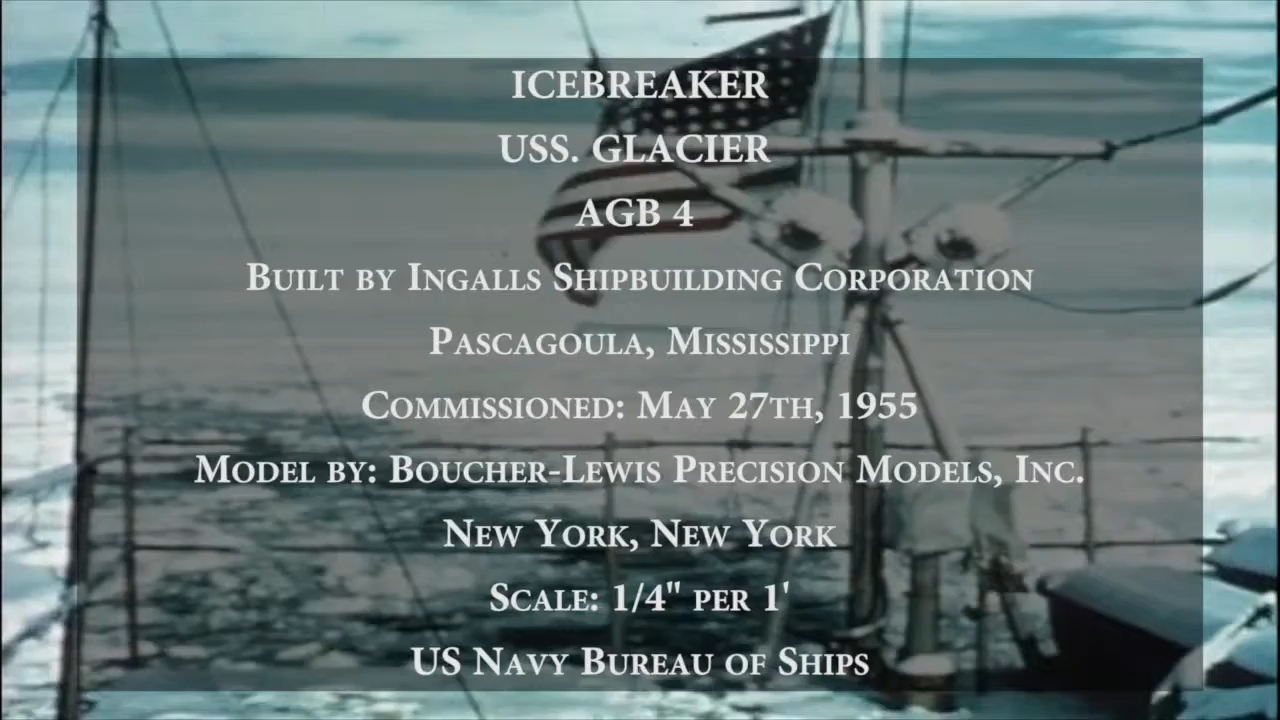 ICEBREAKER
USS. GLACIER
AGB 4
BUILT BY INGALLS SHIPBUILDING CORPORATION
PASCAGOULA, MISSISSIPPI
COMMISSIONED: MAY 27TH, 1955
MODEL BY: BOUCHER-LEWIS PRECISION MODELS, INC.
NEW YORK, NEW YORK
SCALE: 1/4" PER 1'
US NAVY BUREAU OF SHIPS